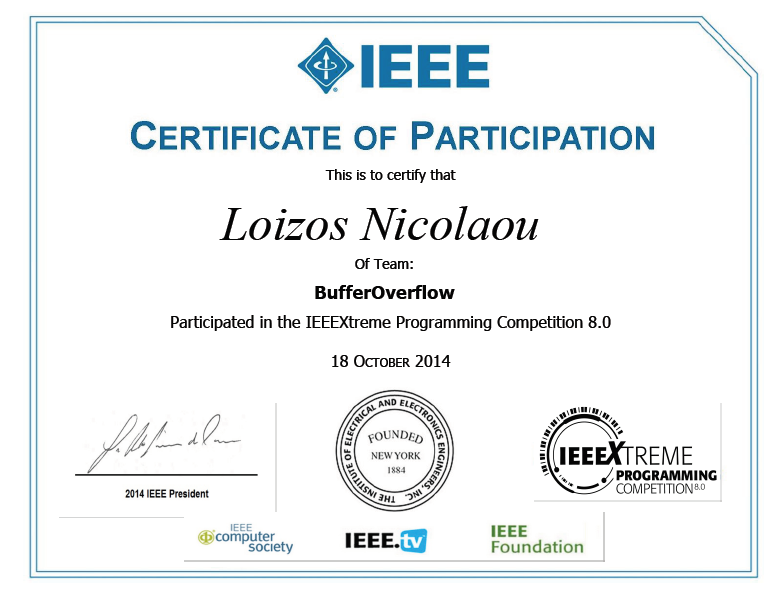 IEEE
CERTIFICATE OF PARTICIPATION
This is to certify that
Loizos Nicolaou
Of Team:
BufferOverflow
Participated in the IEEEXtreme Programming Competition 8.0
18 OCTOBER 2014
2014 IEEE President
THE INSTITUTE OF ELECTRICAL AND ELECTRONICS ENGINEERS, INC.
FOUNDED
NEW YORK
1884
IEEEXTREME
PROGRAMMING
COMPETITION 8.0
IEEE
computer
society
IEEE.tv
IEEE
Foundation